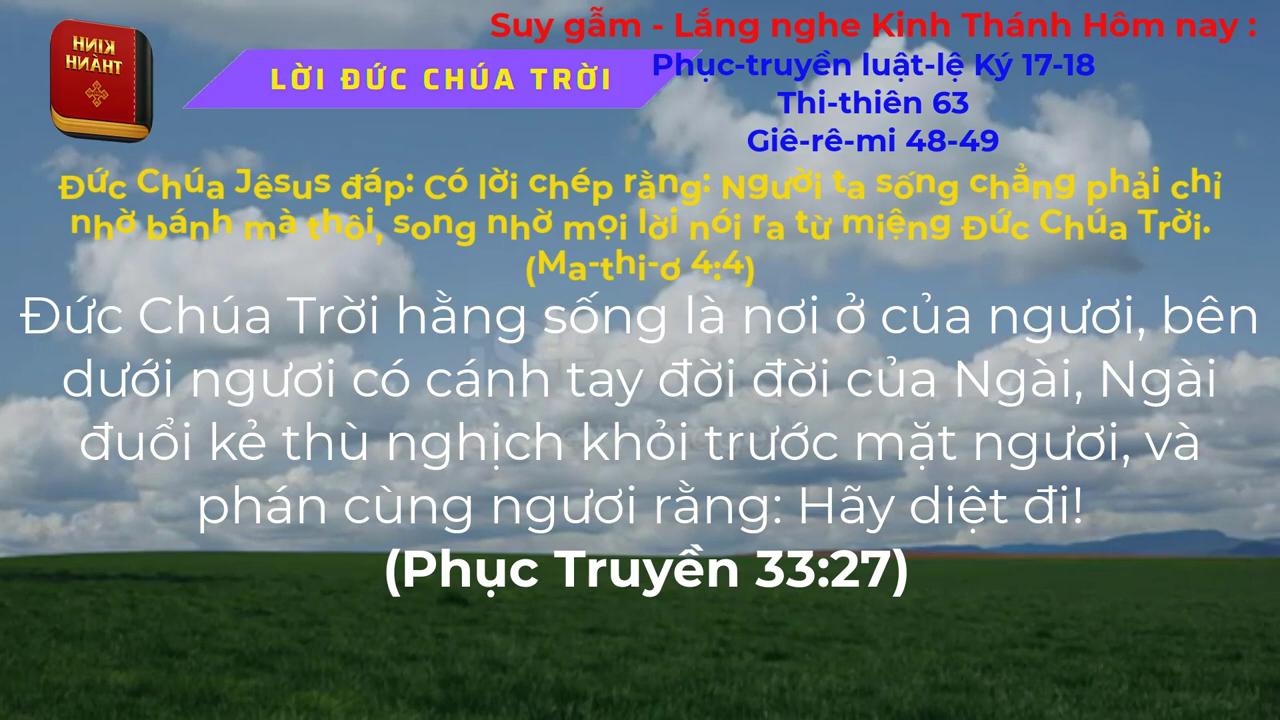 Suy gẫm - Lắng nghe Kinh Thánh Hôm nay :
KINH
THÀNH
LỜI ĐỨC CHÚA TRỜI
Phục-truyền luật-lệ Ký 17-18
Thi-thiên 63
Giê-rê-mi 48-49
Đức Chúa Jêsus đáp: Có lời chép rằng: Người ta sống chẳng phải chỉ
nhờ bánh mà thôi, song nhờ mọi lời nói ra từ miệng Đức Chúa Trời.
(Ma-thi-ơ 4:4)
Đức Chúa Trời hằng sống là nơi ở của ngươi, bên
dưới ngươi có cánh tay đời đời của Ngài, Ngài
đuổi kẻ thù nghịch khỏi trước mặt ngươi, và
phán cùng ngươi rằng: Hãy diệt đi!
(Phục Truyền 33:27)